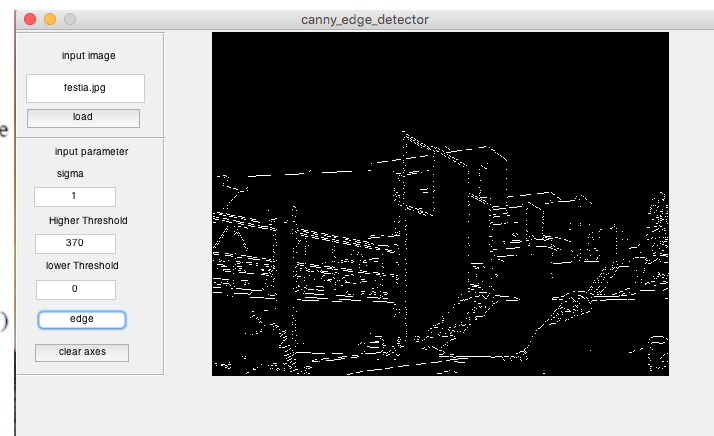 canny_edge_detector
input image
festia.jpg
load
input parameter
sigma
1
Higher Threshold
370
lower Threshold
0
edge
clear axes
e
)